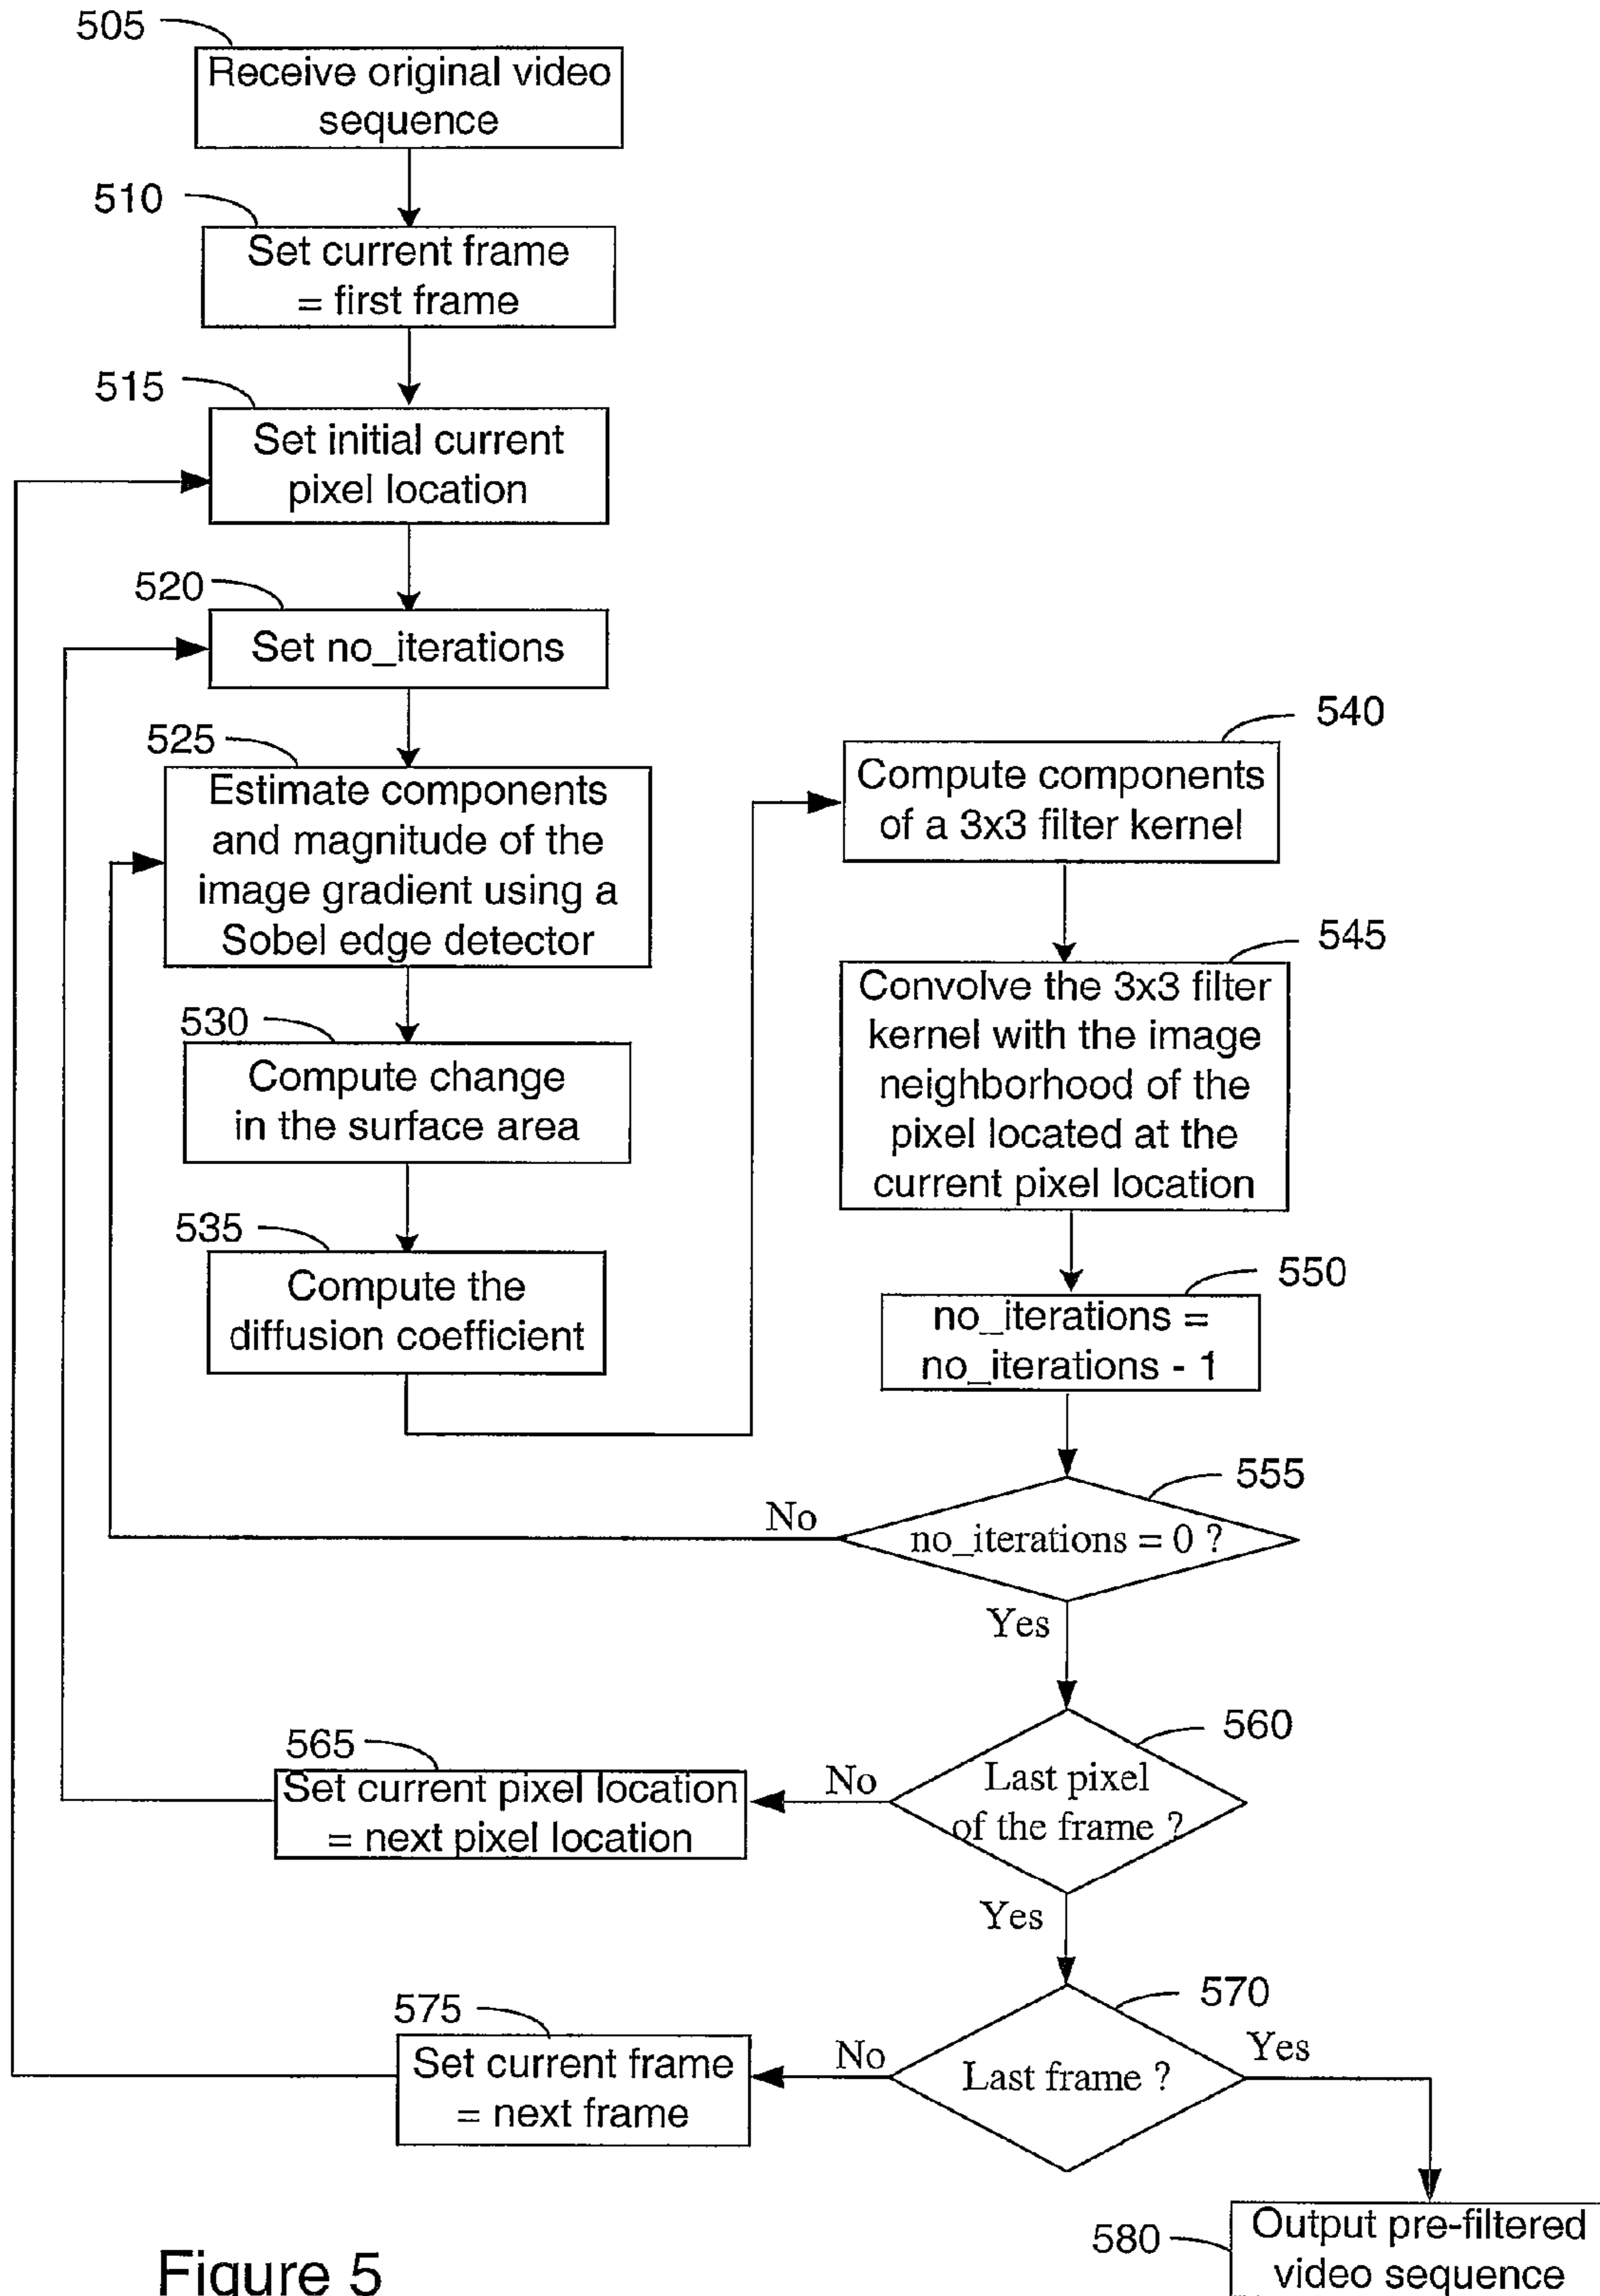 505
Receive original video
sequence
510
Set current frame
= first frame
515
Set initial current
pixel location
520
Set no_iterations
525
Estimate components
and magnitude of the
image gradient using a
Sobel edge detector
530
Compute change
in the surface area
535
Compute the
diffusion coefficient
540
Compute components
of a 3x3 filter kernel
545
Convolve the 3x3 filter
kernel with the image
neighborhood of the
pixel located at the
current pixel location
550
no_iterations =
no_iterations - 1
555
no_iterations = 0 ?
No
Yes
560
Last pixel
of the frame ?
No
565
Set current pixel location
= next pixel location
Yes
570
Last frame ?
No
Yes
575
Set current frame
= next frame
580
Output pre-filtered
video sequence
Figure 5